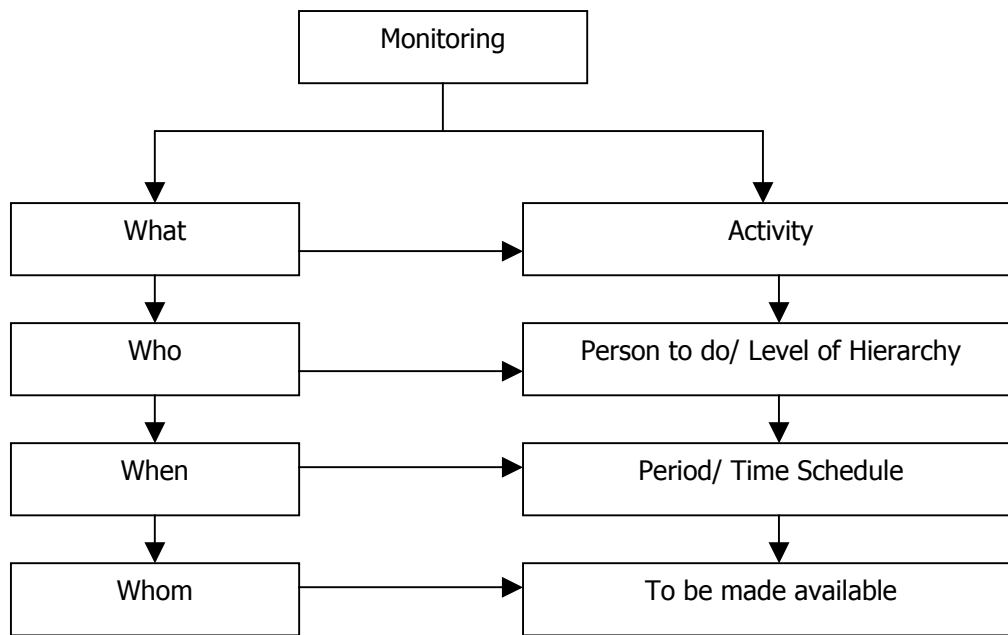 Monitoring
What
Activity
Who
Person to do/ Level of Hierarchy
When
Period/ Time Schedule
Whom
To be made available